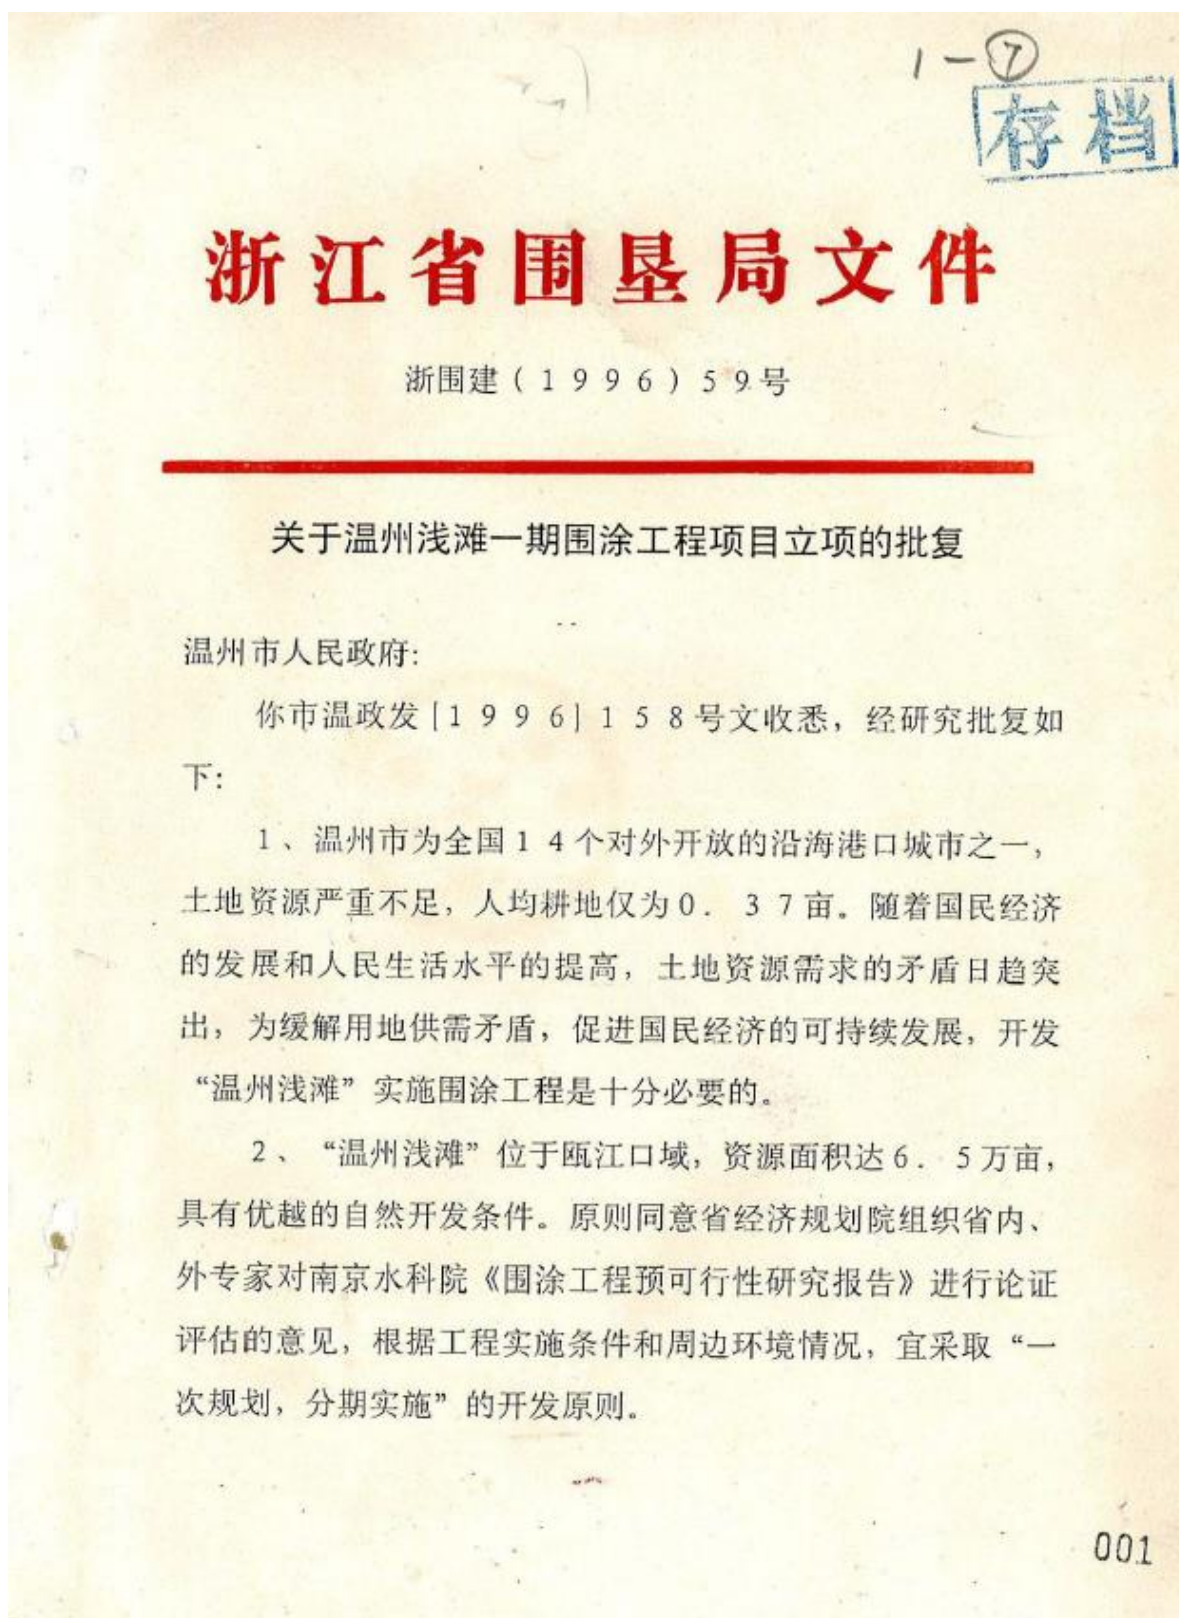 1-⑦
存档
浙江省围垦局文件
浙围建(1996)59号
关于温州浅滩一期围涂工程项目立项的批复
温州市人民政府:
你市温政发[1996]158号文收悉，经研究批复如
下:
1、温州市为全国14个对外开放的沿海港口城市之一，
土地资源严重不足，人均耕地仅为0.37亩。随着国民经济
的发展和人民生活水平的提高，土地资源需求的矛盾日趋突
出，为缓解用地供需矛盾，促进国民经济的可持续发展，开发
“温州浅滩”实施围涂工程是十分必要的。
2、“温州浅滩”位于瓯江口域，资源面积达6.5万亩，
具有优越的自然开发条件。原则同意省经济规划院组织省内、
外专家对南京水科院《围涂工程预可行性研究报告》进行论证
评估的意见，根据工程实施条件和周边环境情况，宜采取“一
次规划，分期实施”的开发原则。
001